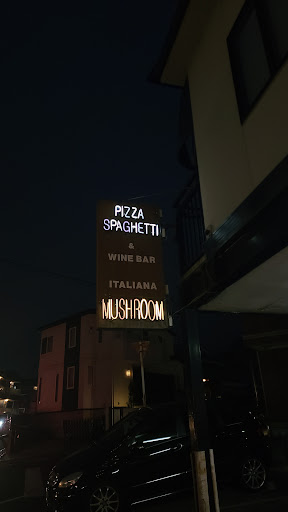 PIZZA
SPAGHETTI
&
WINE BAR
ITALIANA
MUSHROOM